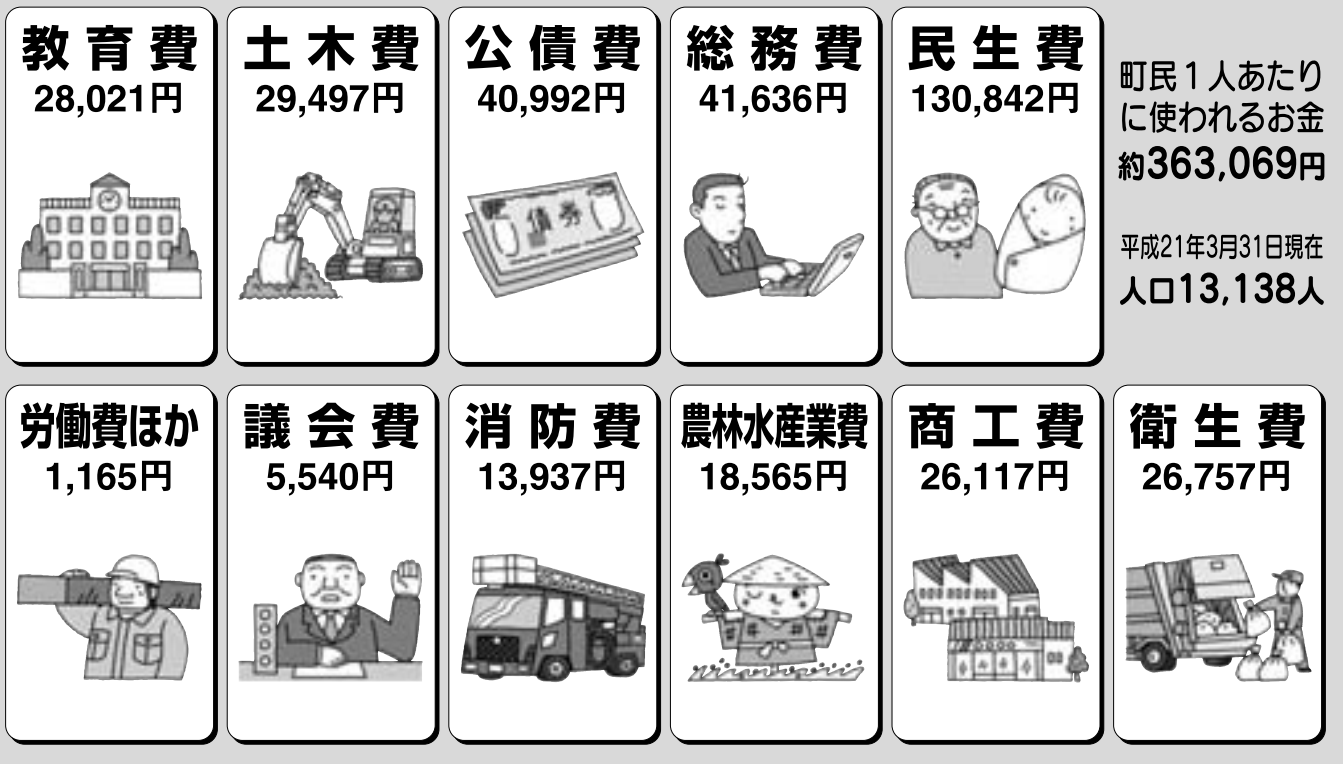 教育費
28,021円
土木費
29,497円
公債費
40,992円
債券
総務費
41,636円
民生費
130,842円
町民１人あたり
に使われるお金
約363,069円
平成21年3月31日現在
人口13,138人
労働費ほか
1,165円
議会費
5,540円
消防費
13,937円
農林水産業費
18,565円
商工費
26,117円
衛生費
26,757円